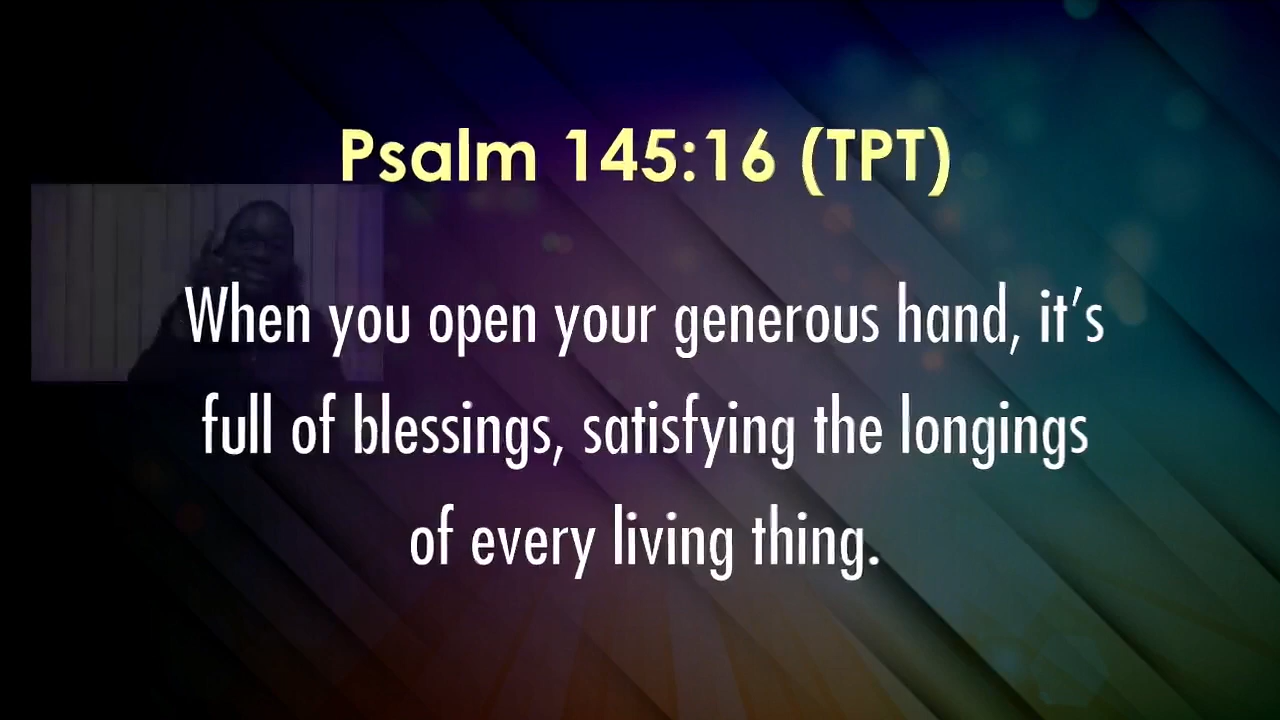 Psalm 145:16 (TPT)
When you open your generous hand, it’s
full of blessings, satisfying the longings
of every living thing.